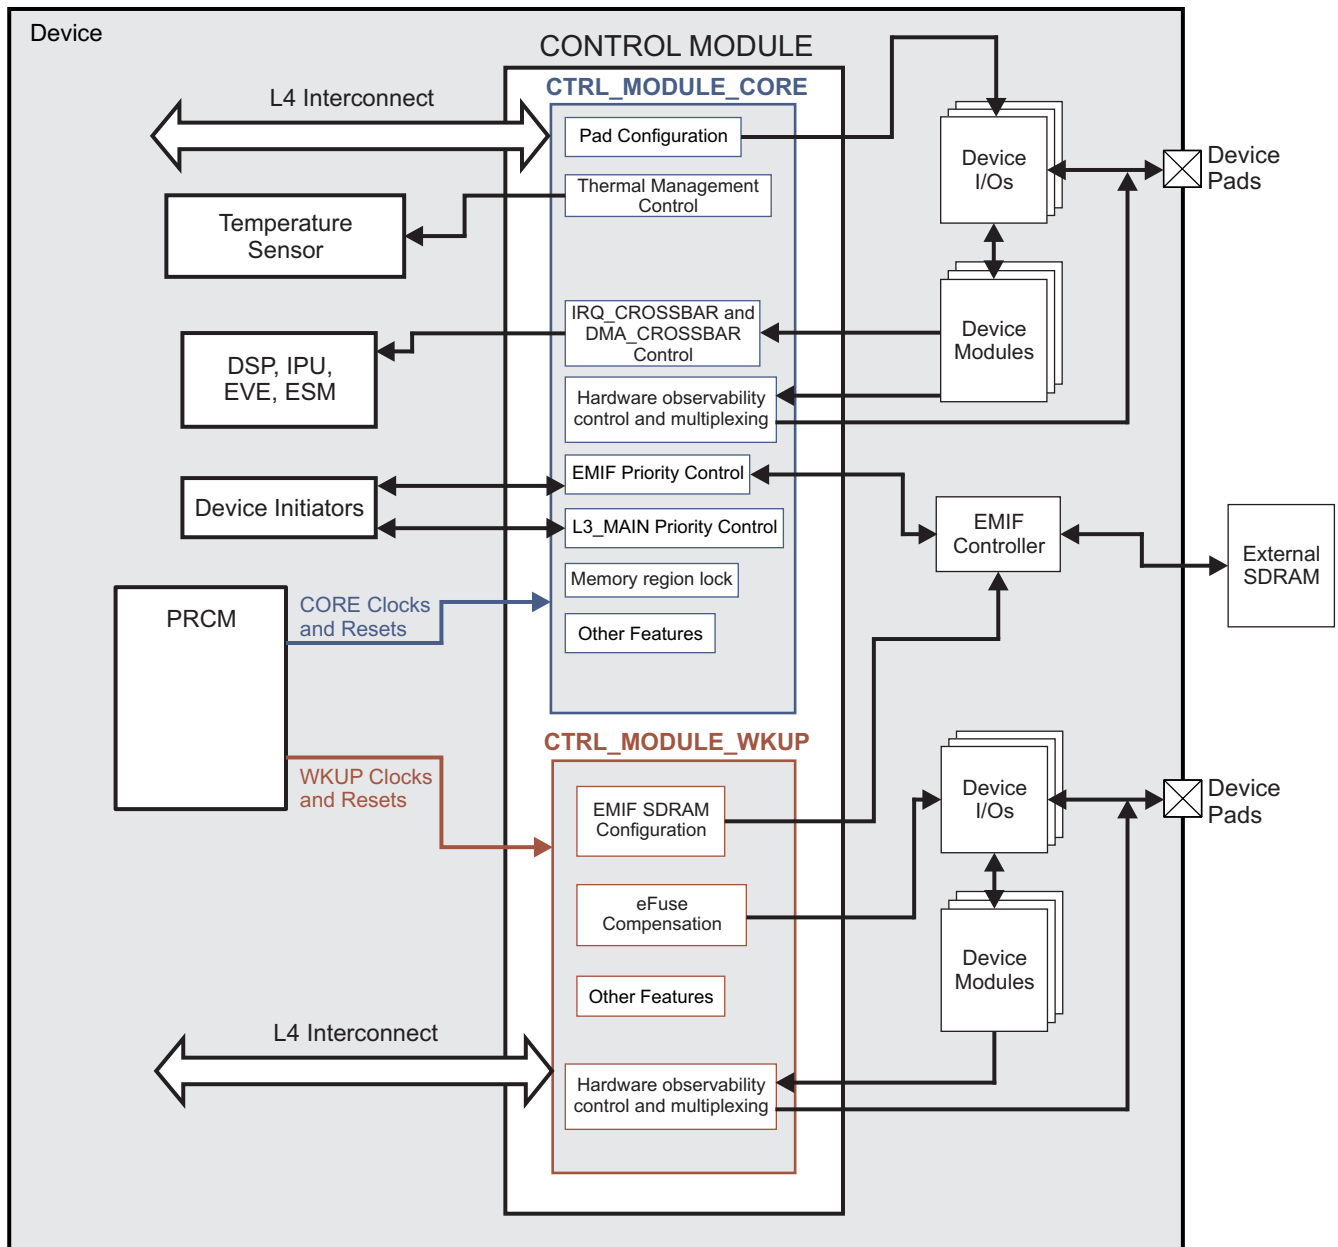 Device
CONTROL MODULE
CTRL_MODULE_CORE
L4 Interconnect
Pad Configuration
Device
I/Os
Device
Pads
Thermal Management
Control
Temperature
Sensor
IRQ_CROSSBAR and
DMA_CROSSBAR
Control
Device
Modules
DSP, IPU,
EVE, ESM
Hardware observability
control and multiplexing
EMIF Priority Control
Device Initiators
L3_MAIN Priority Control
EMIF
Controller
External
SDRAM
Memory region lock
PRCM
CORE Clocks
and Resets
Other Features
CTRL_MODULE_WKUP
WKUP Clocks
and Resets
EMIF SDRAM
Configuration
Device
I/Os
Device
Pads
eFuse
Compensation
Device
Modules
Other Features
L4 Interconnect
Hardware observability
control and multiplexing